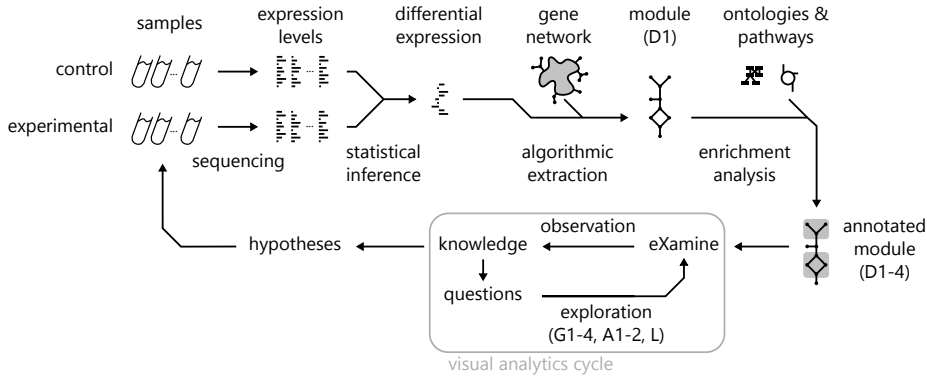 samples
expression
levels
differential
expression
gene
network
module
(D1)
ontologies &
pathways
control
...
...
experimental
...
...
sequencing
statistical
inference
algorithmic
extraction
enrichment
analysis
hypotheses
knowledge
observation
eXamine
annotated
module
(D1-4)
questions
exploration
(G1-4, A1-2, L)
visual analytics cycle